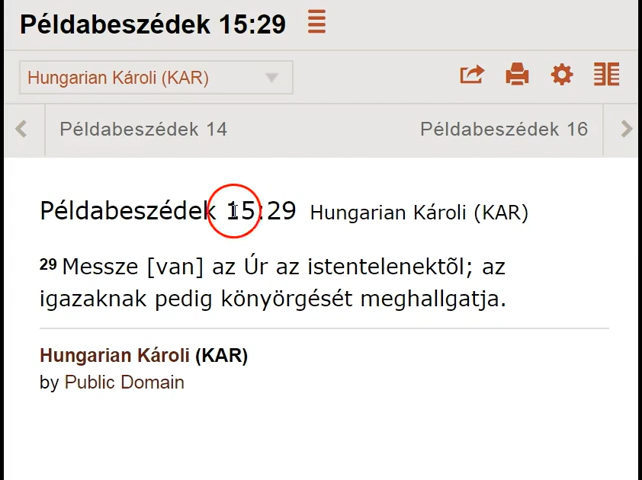 Példabeszédek 15:29
Hungarian Károli (KAR)
Példabeszédek 14
Példabeszédek 16
Példabeszédek 15:29 Hungarian Károli (KAR)
29 Messze [van] az Úr az istentelenektõl; az
igazaknak pedig könyörgését meghallgatja.
Hungarian Károli (KAR)
by Public Domain